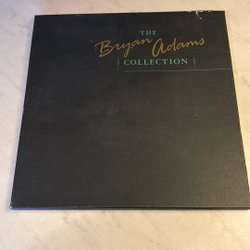 THE
Bryan Adams
COLLECTION